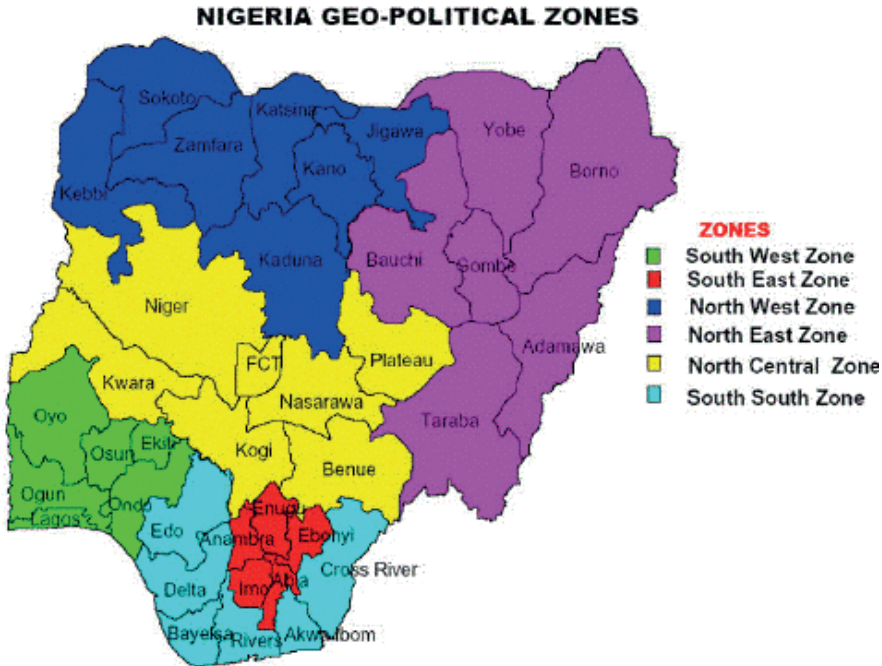 NIGERIA GEO-POLITICAL ZONES
Sokoto
Katsina
Jigawa
Yobe
Zamfara
Kano
Borno
Kebbi
Kaduna
Bauchi
Gombe
Niger
Adamawa
FCT
Plateau
Kwara
Nasarawa
Taraba
Oyo
Osun
Ekiti
Kogi
Benue
Ogun
Lagos
Ondo
Edo
Enugu
Anambra
Ebonyi
Cross River
Delta
Imo
Abia
Bayelsa
Rivers
Akwa Ibom
ZONES
South West Zone
South East Zone
North West Zone
North East Zone
North Central Zone
South South Zone